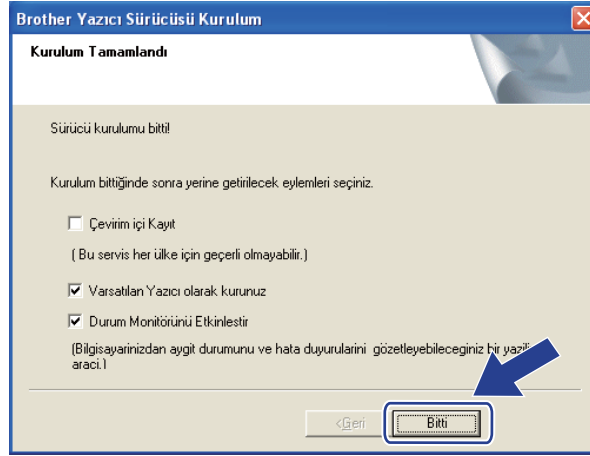 Brother Yazıcı Sürücüsü Kurulum
Kurulum Tamamlandı
Sürücü kurulumu bitti!
Kurulum bittiğinde sonra yerine getirilecek eylemleri seçiniz.
Çevirim içi Kayıt
( Bu servis her ülke için geçerli olmayabilir.)
Varsatılan Yazıcı olarak kurunuz
Durum Monitörünü Etkinlestir
(Bilgisayarinizdan aygit durumunu ve hata duyurularini gözetleyebileceginiz bir
araci.)
<Geri
Bitti